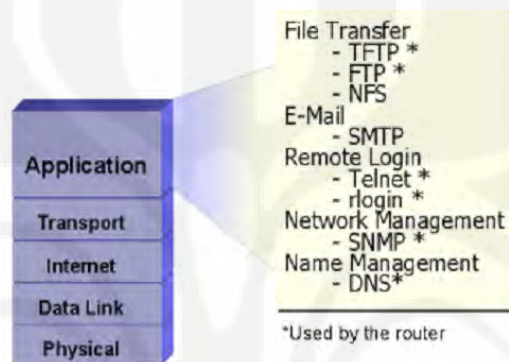 File Transfer
- TFTP *
- FTP *
- NFS
E-Mail
- SMTP
Remote Login
- Telnet *
- rlogin *
Network Management
- SNMP *
Name Management
- DNS*
*Used by the router
Application
Transport
Internet
Data Link
Physical